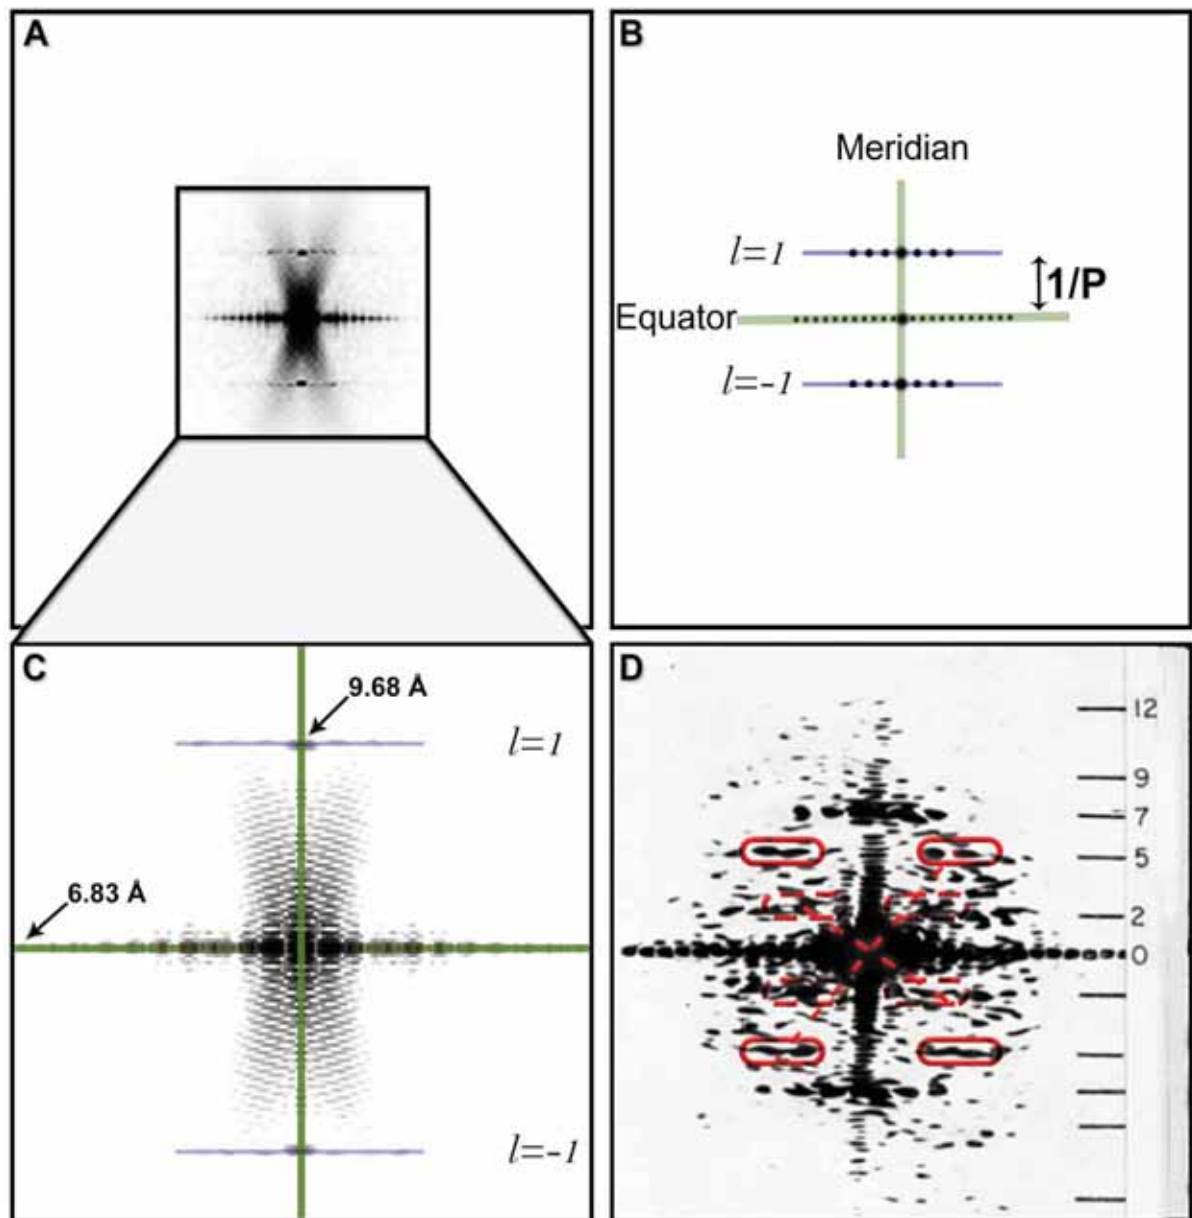 A
B
Meridian
l=1
1/P
Equator
l=-1
C
9.68 Å
l=1
6.83 Å
l=-1
D
12
9
7
5
2
0